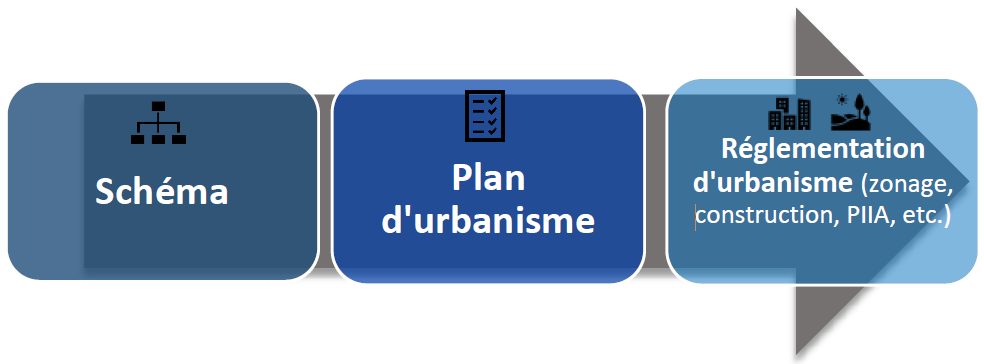 Schéma
Plan
d'urbanisme
Réglementation
d'urbanisme (zonage,
construction, PIIA, etc.)